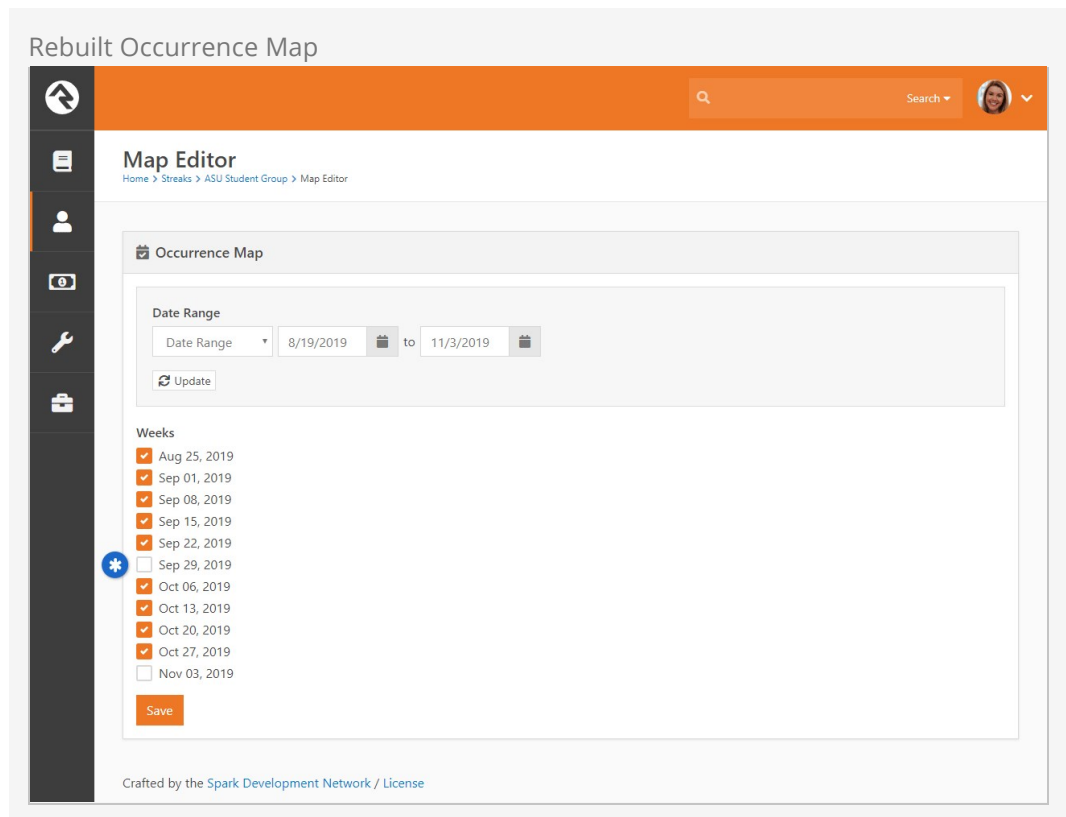 Rebuilt Occurrence Map
Search
Map Editor
Home > Streaks > ASU Student Group > Map Editor
Occurrence Map
Date Range
Date Range 8/19/2019 to 11/3/2019
Update
Weeks
Aug 25, 2019
Sep 01, 2019
Sep 08, 2019
Sep 15, 2019
Sep 22, 2019
Sep 29, 2019
Oct 06, 2019
Oct 13, 2019
Oct 20, 2019
Oct 27, 2019
Nov 03, 2019
Save
Crafted by the Spark Development Network / License